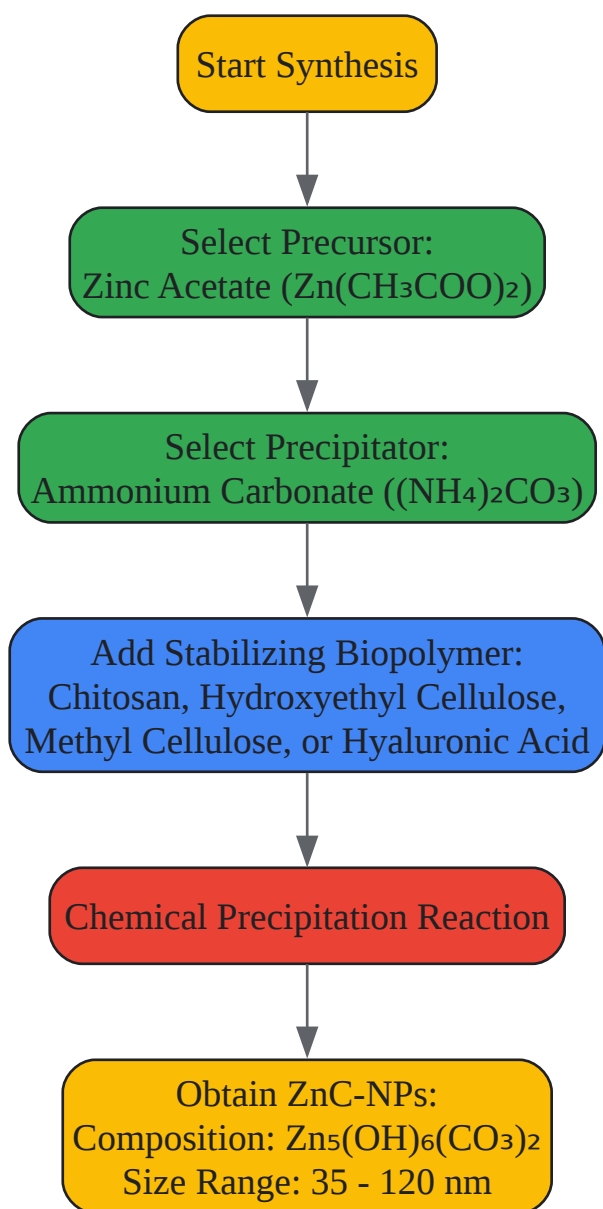 Start Synthesis
Select Precursor:
Zinc Acetate (Zn(CH₃COO)₂)
Select Precipitator:
Ammonium Carbonate ((NH₄)₂CO₃)
Add Stabilizing Biopolymer:
Chitosan, Hydroxyethyl Cellulose,
Methyl Cellulose, or Hyaluronic Acid
Chemical Precipitation Reaction
Obtain ZnC-NPs:
Composition: Zn₅(OH)₆(CO₃)₂
Size Range: 35 - 120 nm